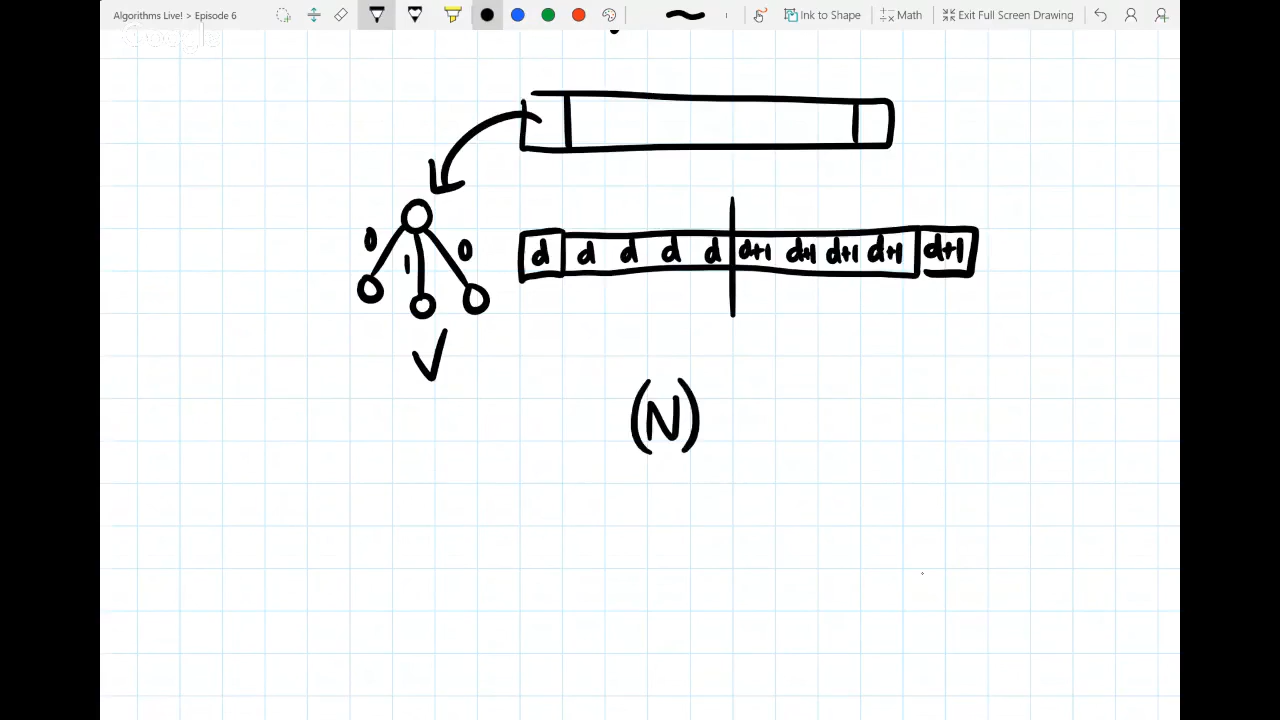 Algorithms Live! > Episode 6 Ink to Shape Math Exit Full Screen Drawing
Google
0 1 0
d d d d d d+1 d+1 d+1 d+1 d+1
(N)